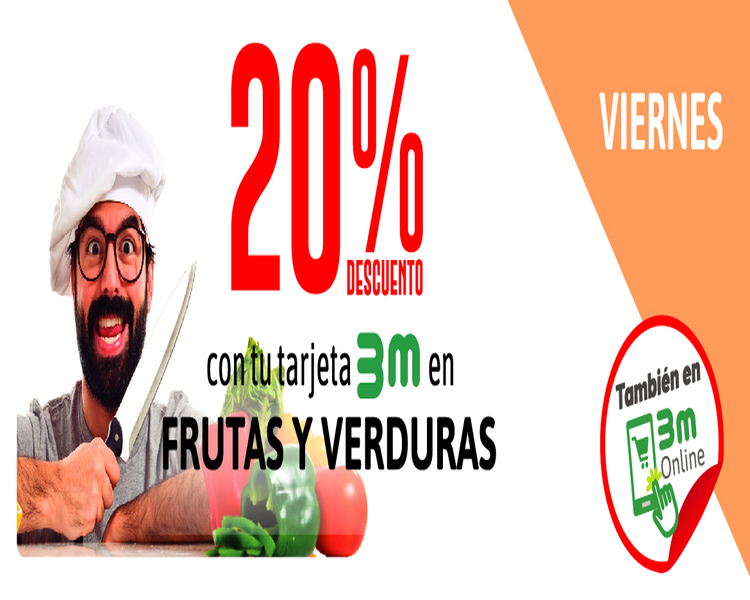 20%
DESCUENTO
con tu tarjeta 3m en
FRUTAS Y VERDURAS
VIERNES
También en
3m
Online